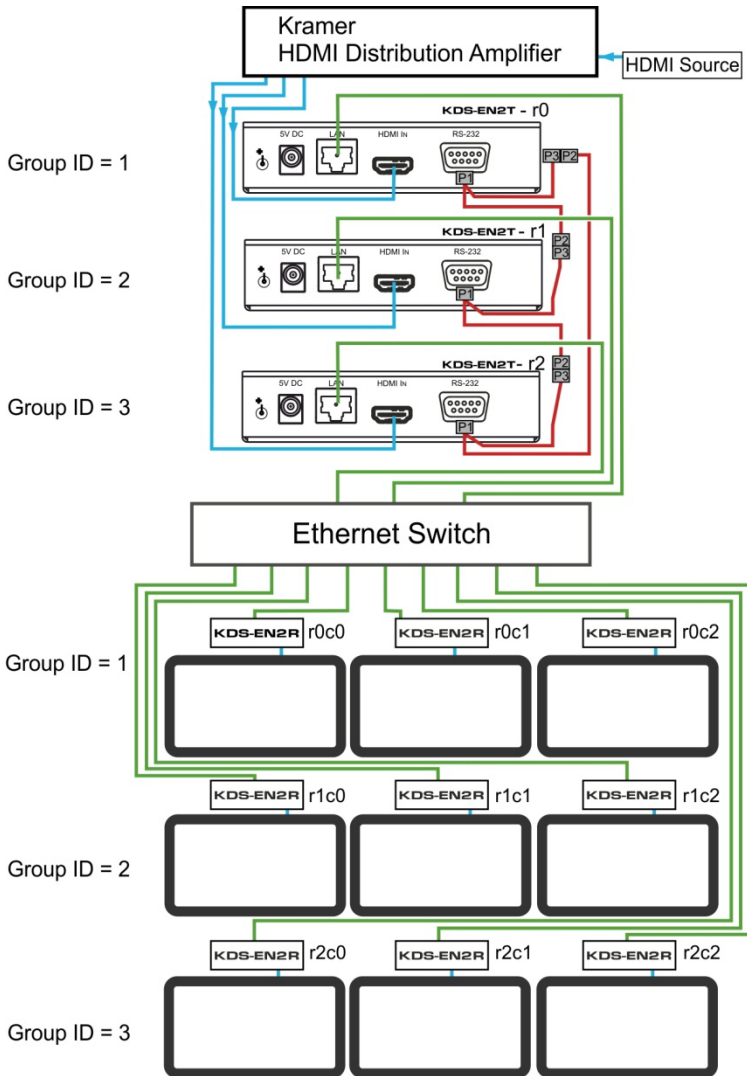 Kramer
HDMI Distribution Amplifier
HDMI Source
KDS-EN2T - r0
5V DC LAN HDMI IN RS-232
Group ID = 1
P3 P2
P1
KDS-EN2T - r1
5V DC LAN HDMI IN RS-232
P2
P3
Group ID = 2
P1
KDS-EN2T- r2
5V DC LAN HDMI IN RS-232
P2
P3
Group ID = 3
P1
Ethernet Switch
KDS-EN2R r0c0 KDS-EN2R r0c1 KDS-EN2R r0c2
Group ID = 1
KDS-EN2R r1c0 KDS-EN2R r1c1 KDS-EN2R r1c2
Group ID = 2
KDS-EN2R r2c0 KDS-EN2R r2c1 KDS-EN2R r2c2
Group ID = 3